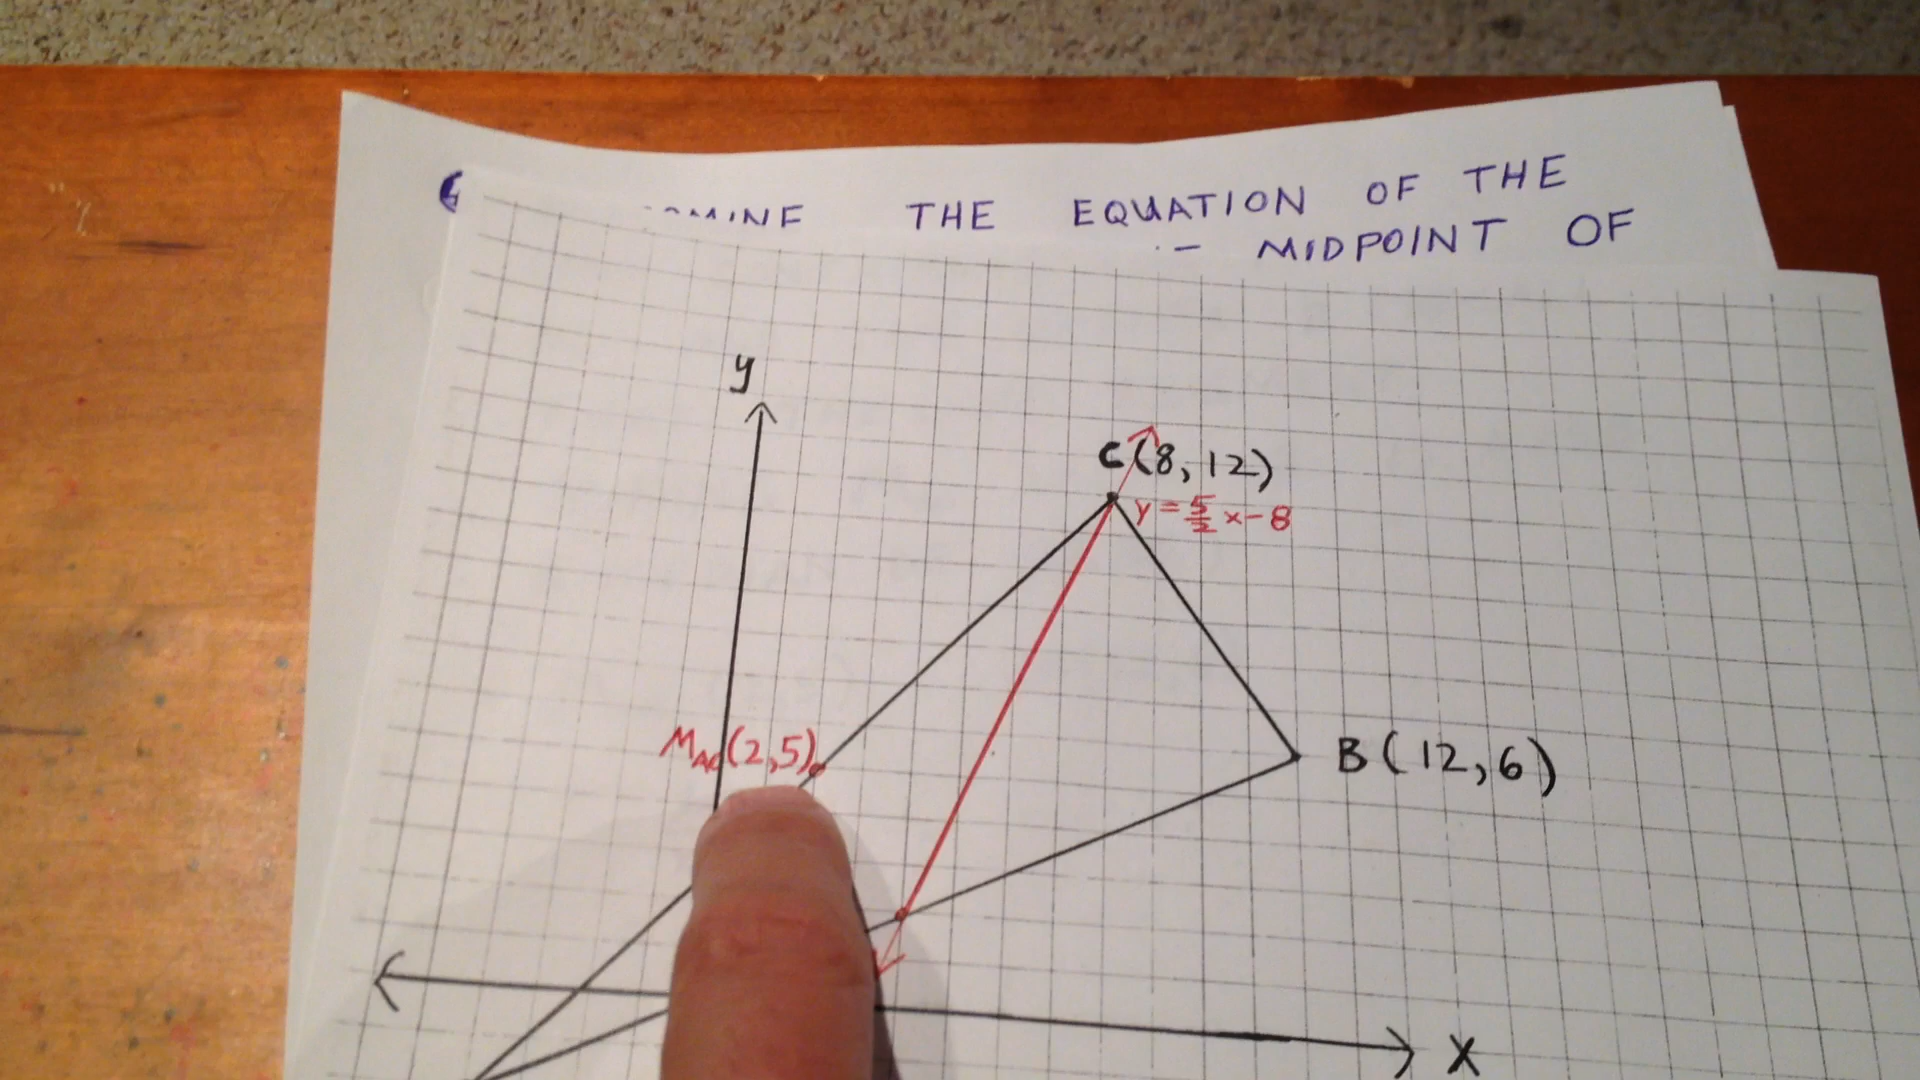 THE EQUATION OF THE
MIDPOINT OF
y
C(8,12)
y = 5/2 x - 8
MAC(2,5)
B(12,6)
X